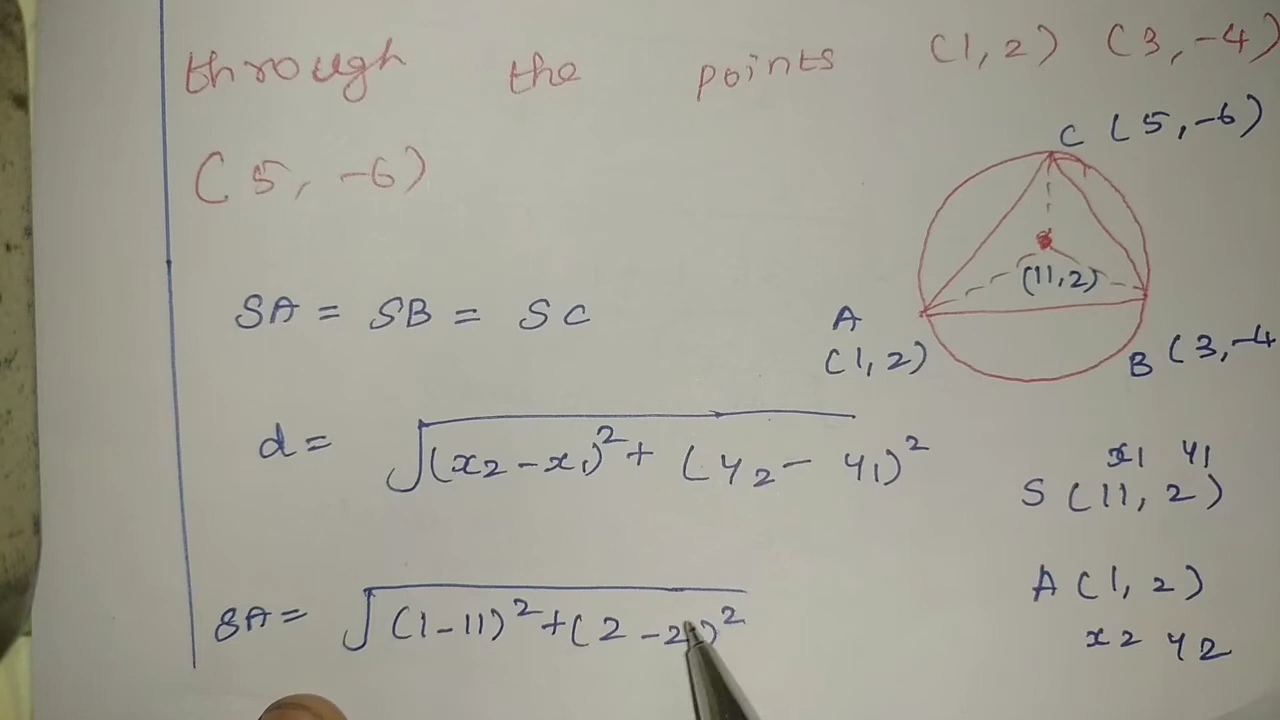 through the points (1,2) (3,-4)
(5,-6)
C (5,-6)
(11,2)
SA = SB = SC
A
(1,2)
B (3,-4
d = √(x2-x1)²+(y2-y1)²
x1 y1
S (11,2)
A (1,2)
x2 y2
SA = √(1-11)²+(2-2)²